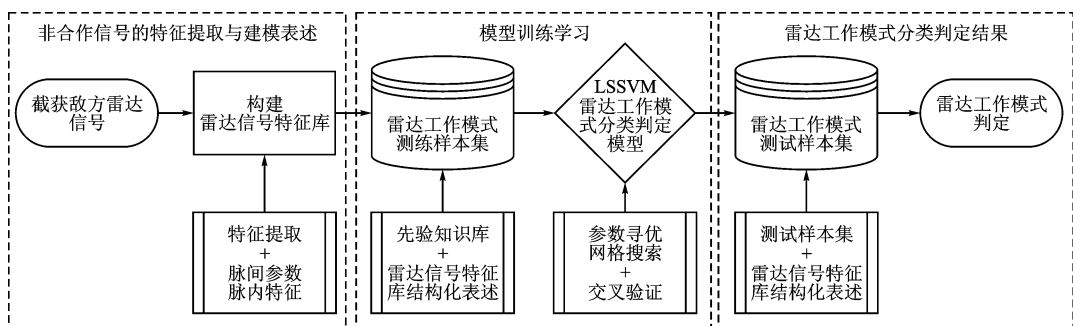 非合作信号的特征提取与建模表述
截获敌方雷达
信号
构建
雷达信号特征库
特征提取
+
脉间参数
脉内特征
模型训练学习
雷达工作模式
测练样本集
LSSVM
雷达工作模
式分类判定
模型
先验知识库
+
雷达信号特征
库结构化表述
参数寻优
网格搜索
+
交叉验证
雷达工作模式分类判定结果
雷达工作模式
测试样本集
雷达工作模式
判定
测试样本集
+
雷达信号特征
库结构化表述